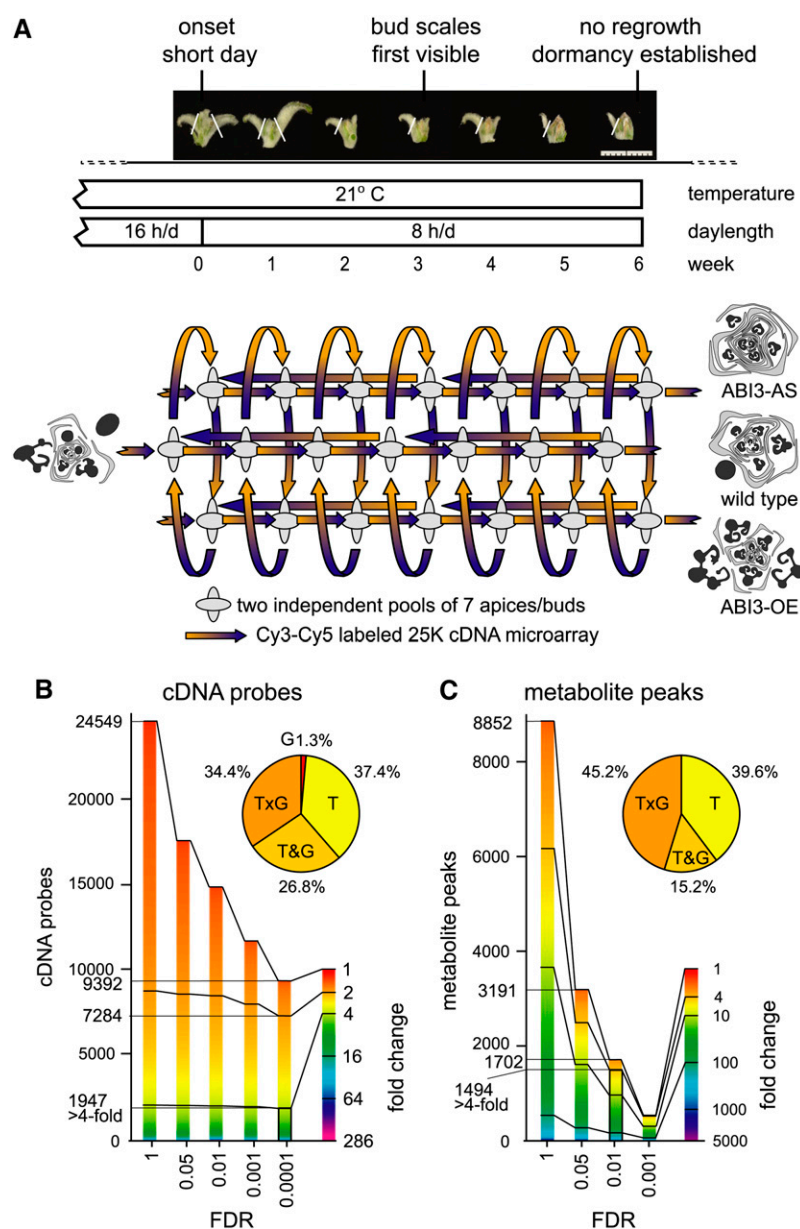 A
onset
short day
bud scales
first visible
no regrowth
dormancy established
21° C
temperature
16 h/d
8 h/d
daylength
0 1 2 3 4 5 6
week
ABI3-AS
wild type
ABI3-OE
two independent pools of 7 apices/buds
Cy3-Cy5 labeled 25K cDNA microarray
B
cDNA probes
24549
20000
15000
10000
9392
7284
5000
1947
>4-fold
0
cDNA probes
G1.3%
34.4%
37.4%
TxG
T
T&G
26.8%
1
2
4
16
64
286
fold change
1
0.05
0.01
0.001
0.0001
FDR
C
metabolite peaks
8852
8000
6000
4000
3191
2000
1702
1494
>4-fold
0
metabolite peaks
45.2%
39.6%
TxG
T
T&G
15.2%
1
4
10
100
1000
5000
fold change
1
0.05
0.01
0.001
FDR